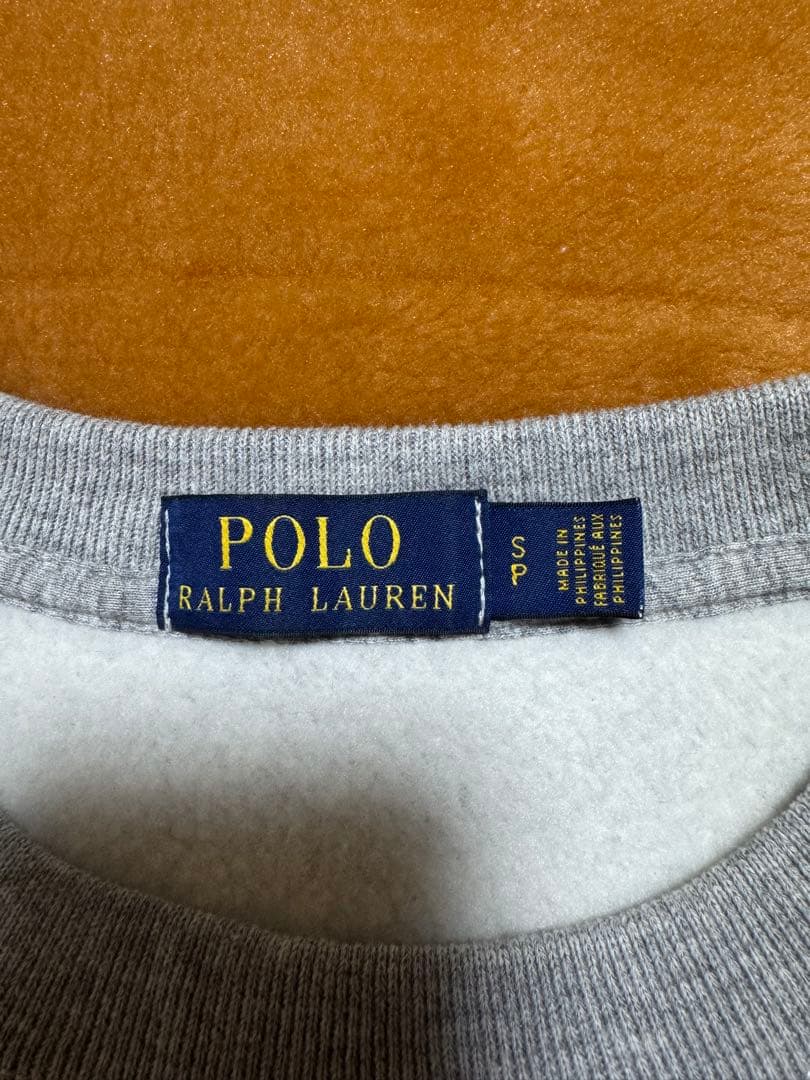 POLO
RALPH LAUREN
S
P
MADE IN
PHILIPPINES
FABRIQUÉ AUX
PHILIPPINES